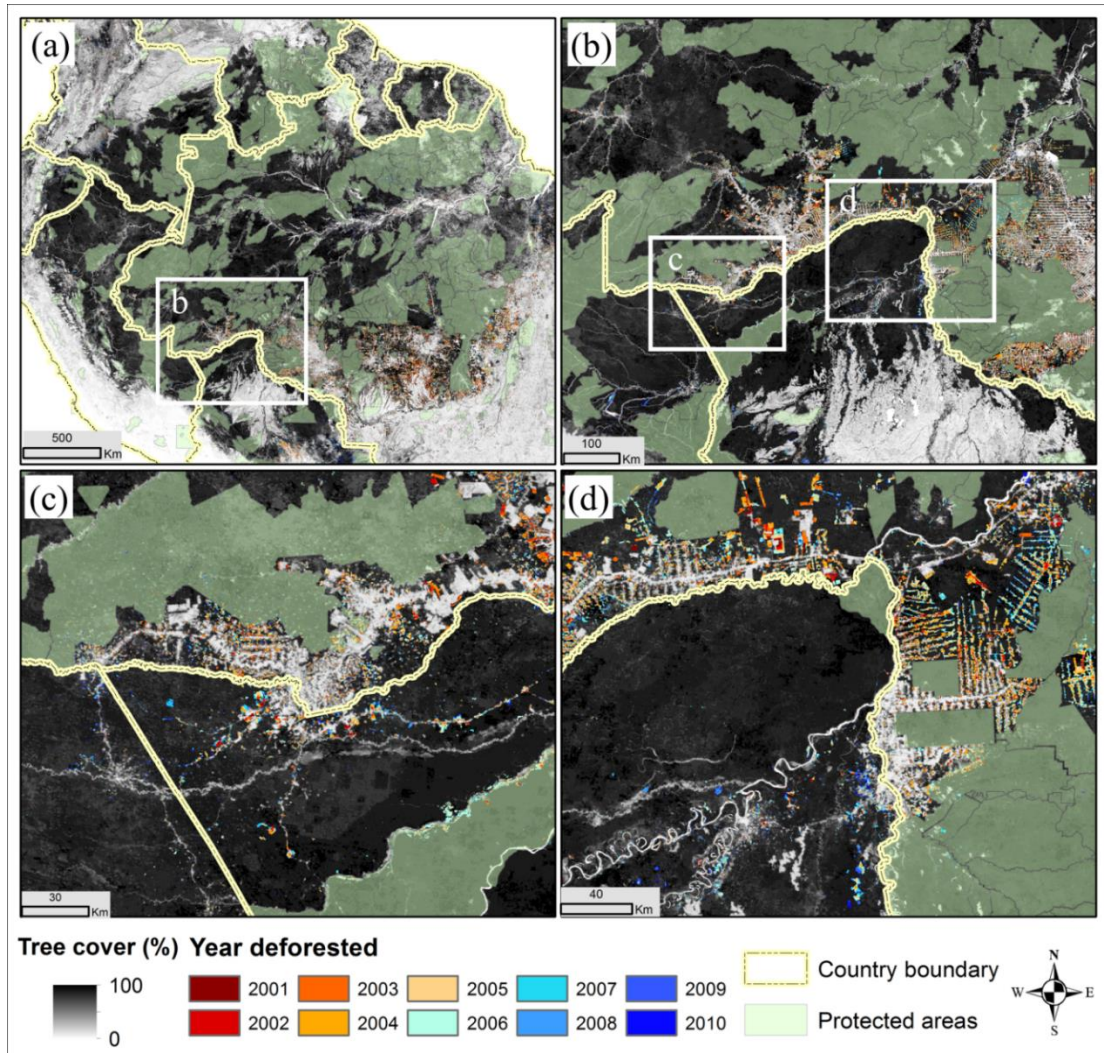 (a)
b
500
Km
(b)
c
d
100
Km
(c)
30
Km
(d)
40
Km
Tree cover (%) Year deforested
100
0
2001 2003 2005 2007 2009
2002 2004 2006 2008 2010
Country boundary
Protected areas
N
W E
S